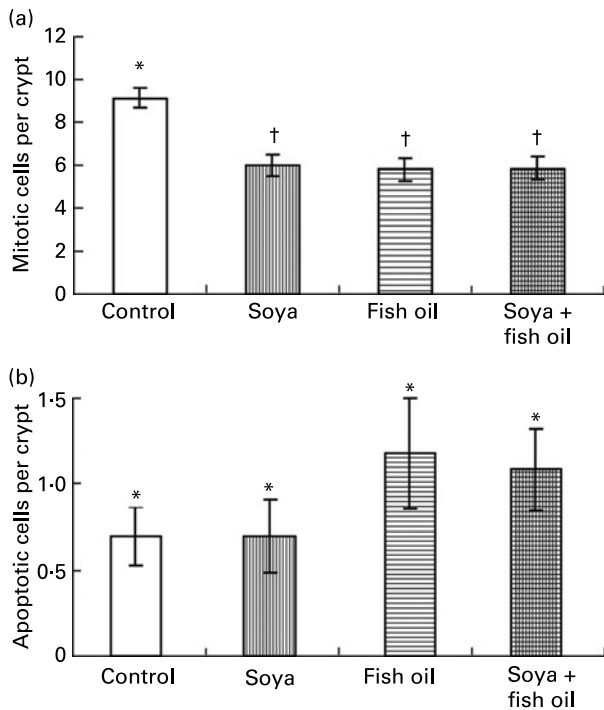 (a)
Mitotic cells per crypt
12
10
8
6
4
2
0
*
†
†
†
Control
Soya
Fish oil
Soya +
fish oil
(b)
Apoptotic cells per crypt
1·5
1·0
0·5
0
*
*
*
*
Control
Soya
Fish oil
Soya +
fish oil